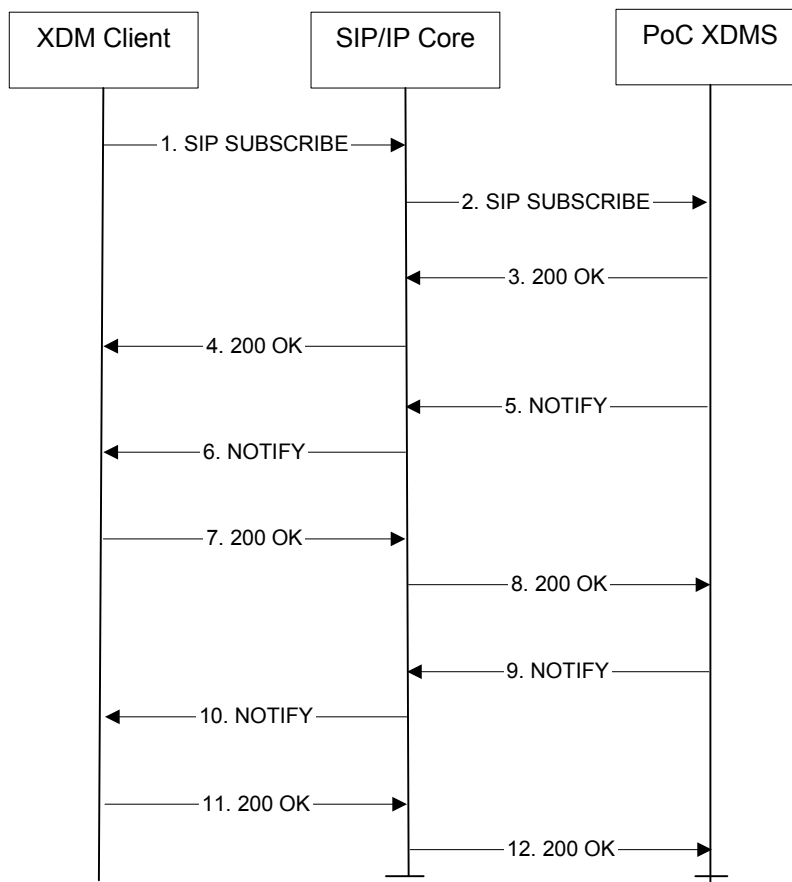 XDM Client
SIP/IP Core
PoC XDMS
1. SIP SUBSCRIBE
2. SIP SUBSCRIBE
3. 200 OK
4. 200 OK
5. NOTIFY
6. NOTIFY
7. 200 OK
8. 200 OK
9. NOTIFY
10. NOTIFY
11. 200 OK
12. 200 OK